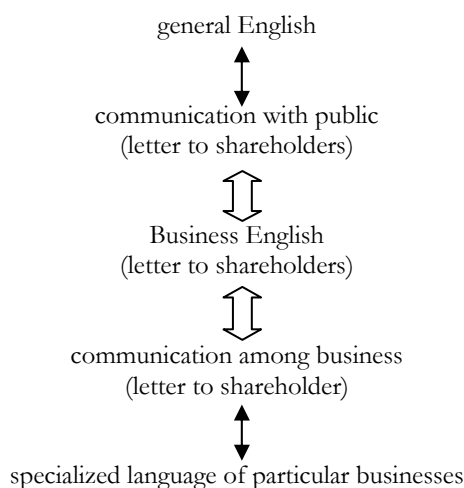 general English
communication with public
(letter to shareholders)
Business English
(letter to shareholders)
communication among business
(letter to shareholder)
specialized language of particular businesses